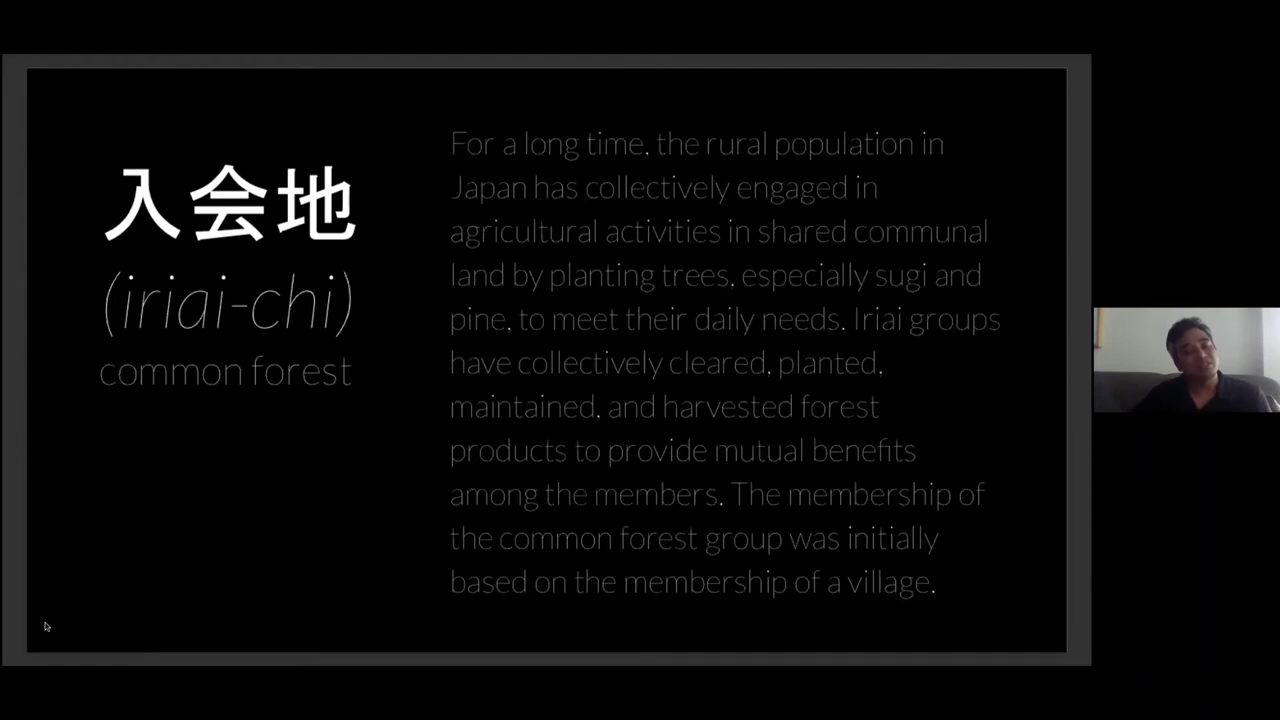 入会地
(iriai-chi)
common forest
For a long time, the rural population in
Japan has collectively engaged in
agricultural activities in shared communal
land by planting trees, especially sugi and
pine, to meet their daily needs. Iriai groups
have collectively cleared, planted,
maintained, and harvested forest
products to provide mutual benefits
among the members. The membership of
the common forest group was initially
based on the membership of a village.